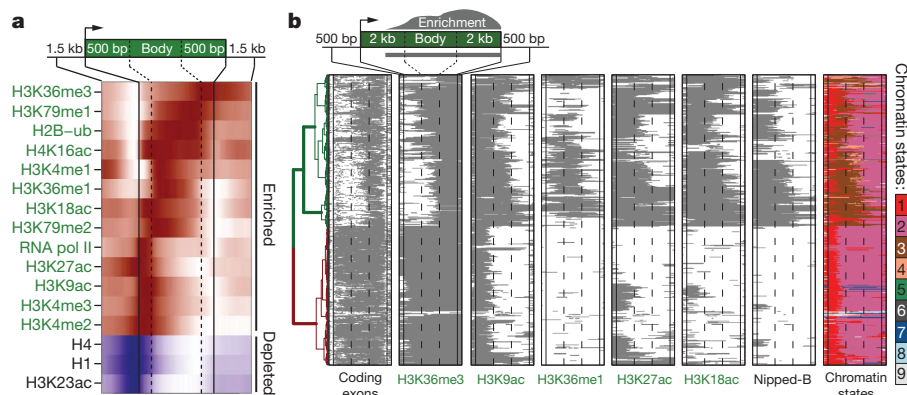 a
1.5 kb 500 bp Body 500 bp 1.5 kb
H3K36me3
H3K79me1
H2B–ub
H4K16ac
H3K4me1
H3K36me1
H3K18ac
H3K79me2
RNA pol II
H3K27ac
H3K9ac
H3K4me3
H3K4me2
H4
H1
H3K23ac
Enriched
Depleted
b
Enrichment
500 bp 2 kb Body 2 kb 500 bp
Coding exons
H3K36me3
H3K9ac
H3K36me1
H3K27ac
H3K18ac
Nipped-B
Chromatin states
Chromatin states:
1
2
3
4
5
6
7
8
9